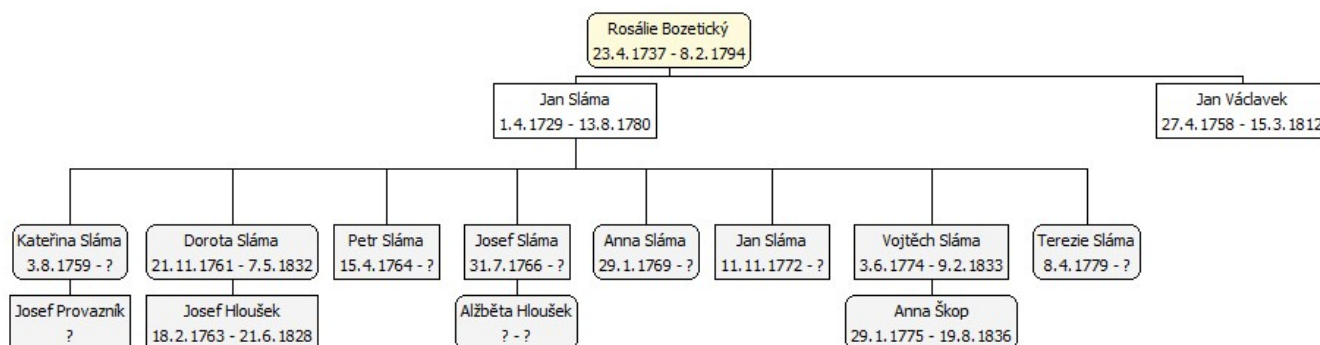 Rosálie Bozetický
23.4.1737 - 8.2.1794
Jan Sláma
1.4.1729 - 13.8.1780
Jan Václavek
27.4.1758 - 15.3.1812
Kateřina Sláma
3.8.1759 - ?
Dorota Sláma
21.11.1761 - 7.5.1832
Petr Sláma
15.4.1764 - ?
Josef Sláma
31.7.1766 - ?
Anna Sláma
29.1.1769 - ?
Jan Sláma
11.11.1772 - ?
Vojtěch Sláma
3.6.1774 - 9.2.1833
Terezie Sláma
8.4.1779 - ?
Josef Provazník
?
Josef Hloušek
18.2.1763 - 21.6.1828
Alžběta Hloušek
? - ?
Anna Škop
29.1.1775 - 19.8.1836